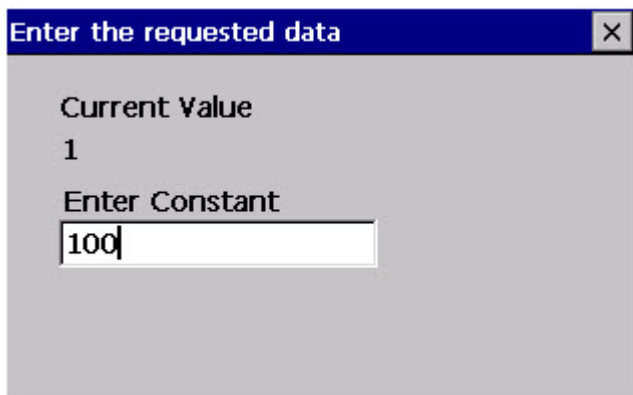 Enter the requested data
Current Value
1
Enter Constant
100